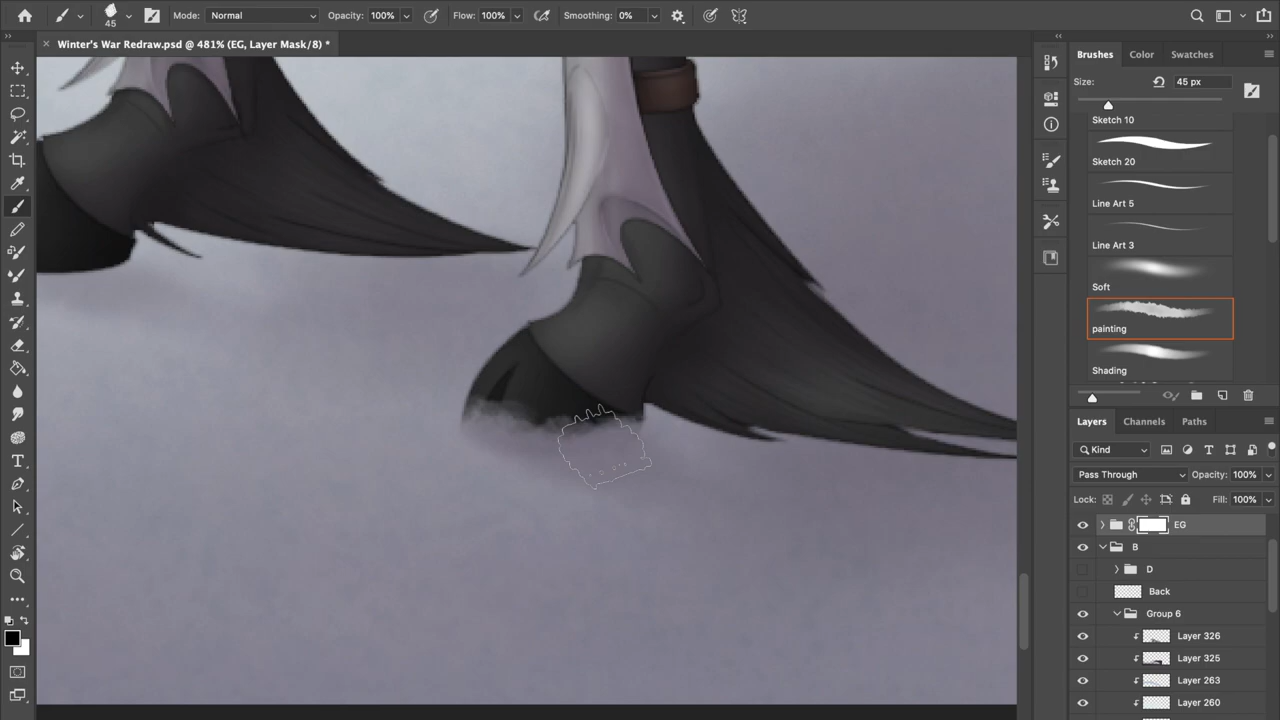 45
Mode:
Normal
Opacity:
100%
Flow:
100%
Smoothing:
0%
× Winter's War Redraw.psd @ 481% (EG, Layer Mask/8) *
Brushes
Color
Swatches
Size:
45 px
Sketch 10
Sketch 20
Line Art 5
Line Art 3
Soft
painting
Shading
Layers
Channels
Paths
Kind
Pass Through
Opacity: 100%
Lock:
Fill: 100%
EG
B
D
Back
Group 6
Layer 326
Layer 325
Layer 263
Layer 260